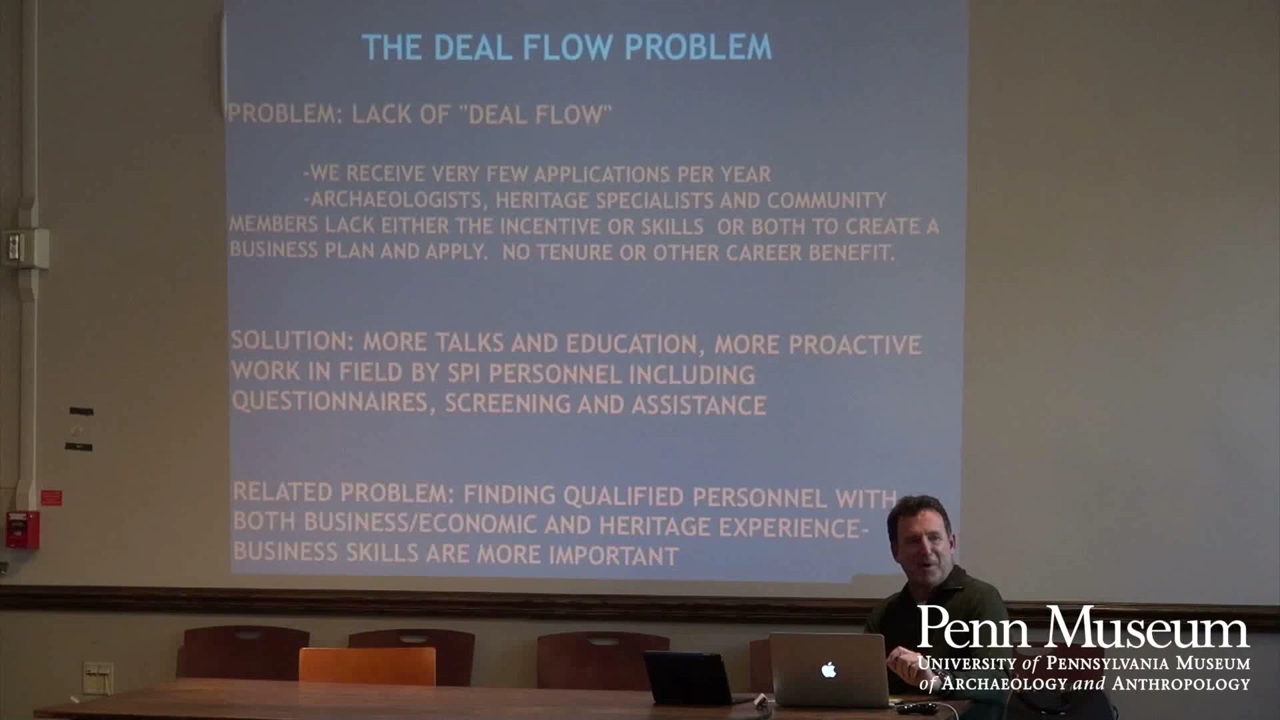 THE DEAL FLOW PROBLEM
PROBLEM: LACK OF "DEAL FLOW"
-WE RECEIVE VERY FEW APPLICATIONS PER YEAR
-ARCHAEOLOGISTS, HERITAGE SPECIALISTS AND COMMUNITY
MEMBERS LACK EITHER THE INCENTIVE OR SKILLS OR BOTH TO CREATE A
BUSINESS PLAN AND APPLY. NO TENURE OR OTHER CAREER BENEFIT.
SOLUTION: MORE TALKS AND EDUCATION, MORE PROACTIVE
WORK IN FIELD BY SPI PERSONNEL INCLUDING
QUESTIONNAIRES, SCREENING AND ASSISTANCE
RELATED PROBLEM: FINDING QUALIFIED PERSONNEL WITH
BOTH BUSINESS/ECONOMIC AND HERITAGE EXPERIENCE-
BUSINESS SKILLS ARE MORE IMPORTANT
Penn Museum
UNIVERSITY of PENNSYLVANIA MUSEUM
of ARCHAEOLOGY and ANTHROPOLOGY